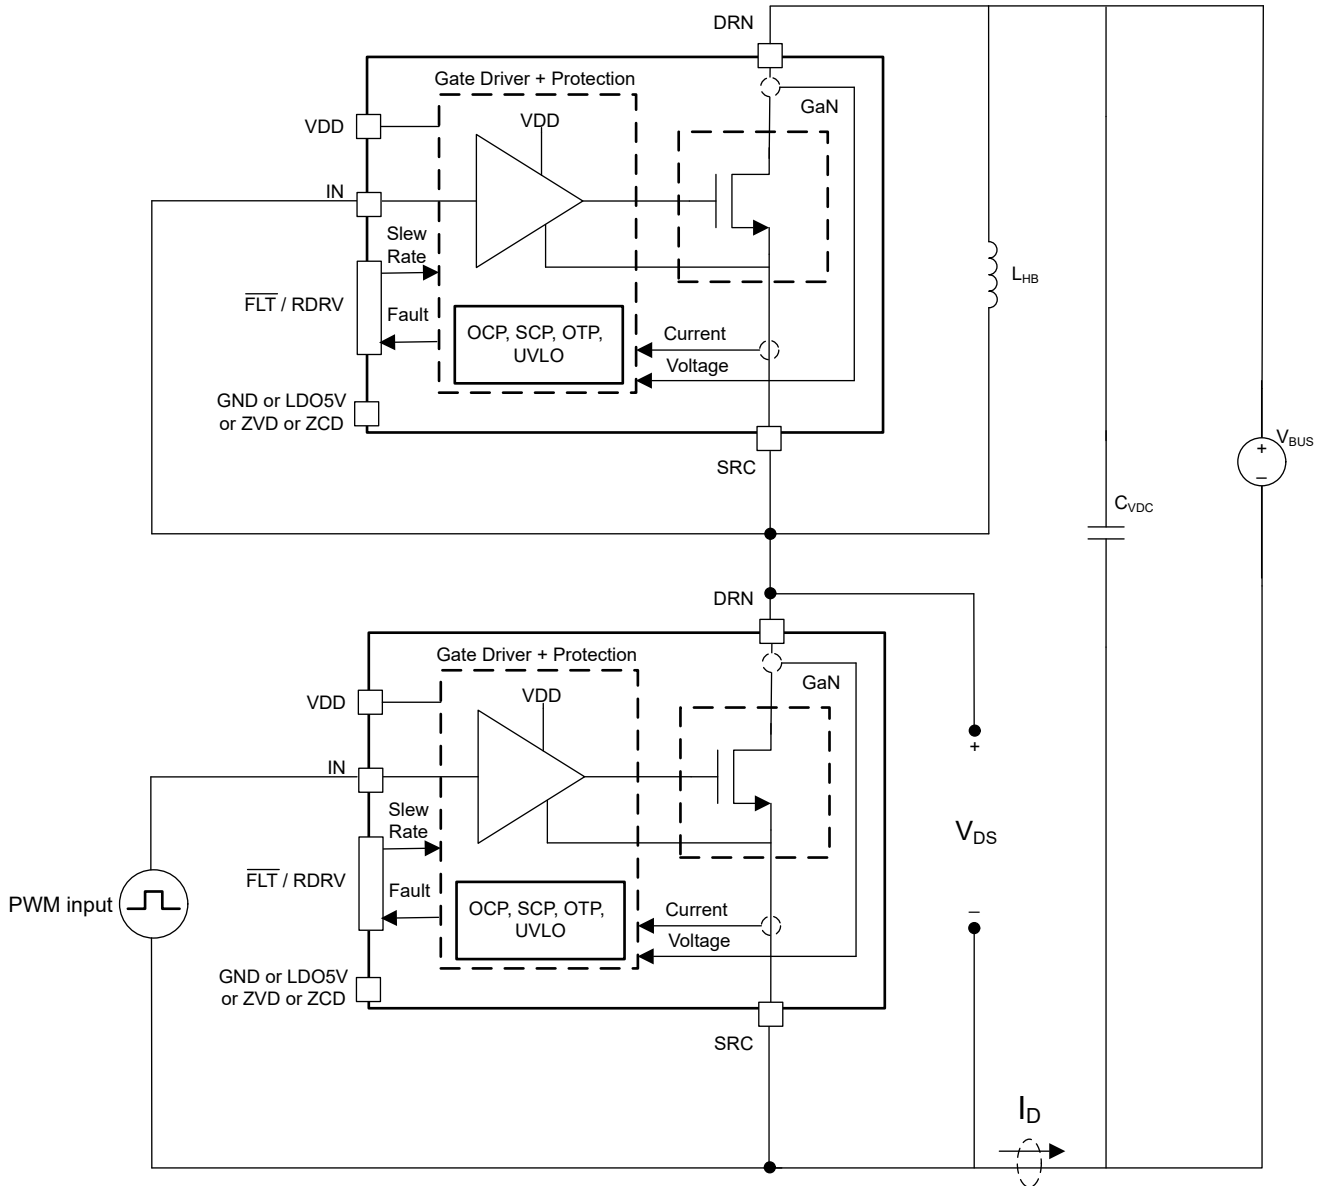 DRN
Gate Driver + Protection
GaN
VDD
VDD
IN
Slew
Rate
FLT / RDRV
Fault
OCP, SCP, OTP,
UVLO
Current
Voltage
GND or LDO5V
or ZVD or ZCD
SRC
LHB
+
VBUS
–
CVDC
DRN
Gate Driver + Protection
GaN
VDD
VDD
IN
Slew
Rate
FLT / RDRV
Fault
OCP, SCP, OTP,
UVLO
Current
Voltage
GND or LDO5V
or ZVD or ZCD
SRC
PWM input
+
VDS
–
ID